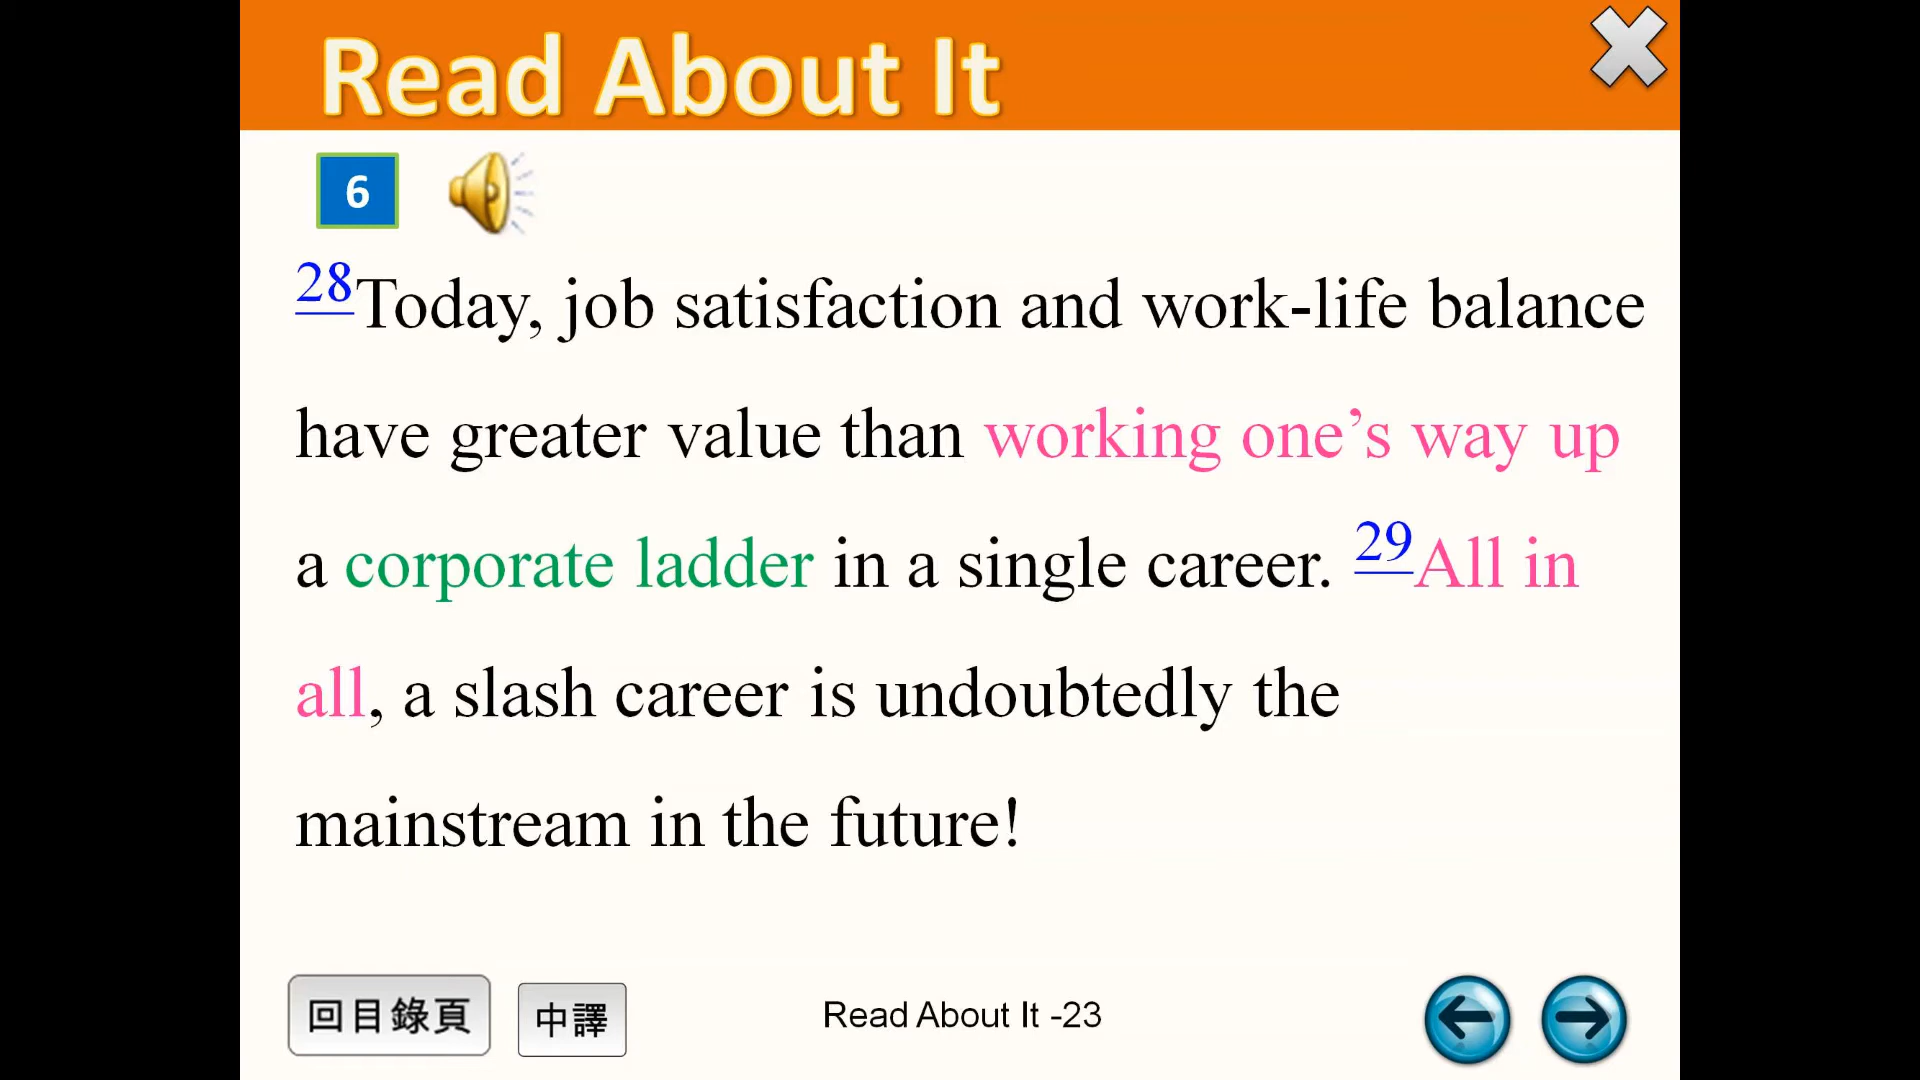 Read About It
6
28Today, job satisfaction and work-life balance
have greater value than working one’s way up
a corporate ladder in a single career. 29All in
all, a slash career is undoubtedly the
mainstream in the future!
回目錄頁 中譯 Read About It -23